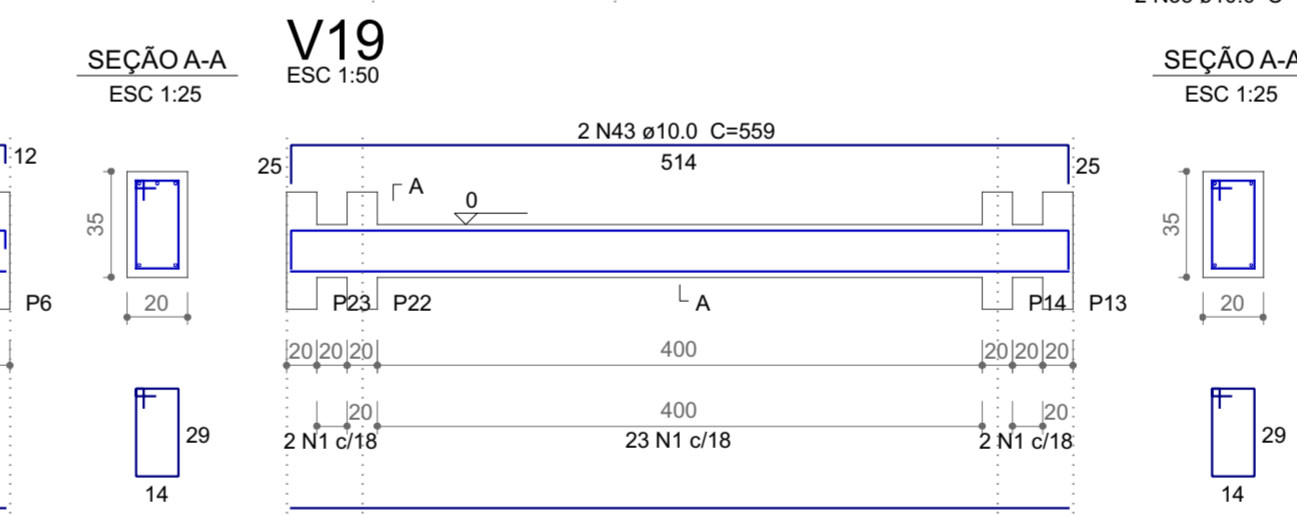 SEÇÃO A-A
ESC 1:25
V19
ESC 1:50
SEÇÃO A-A
ESC 1:25
2 N43 ø10.0 C=559
514
12
25
25
A
0
35
35
P6
20
P23
P22
A
P14
P13
20
20 20 20
400
20 20 20
20
400
20
2 N1 c/18
23 N1 c/18
2 N1 c/18
29
14
29
14